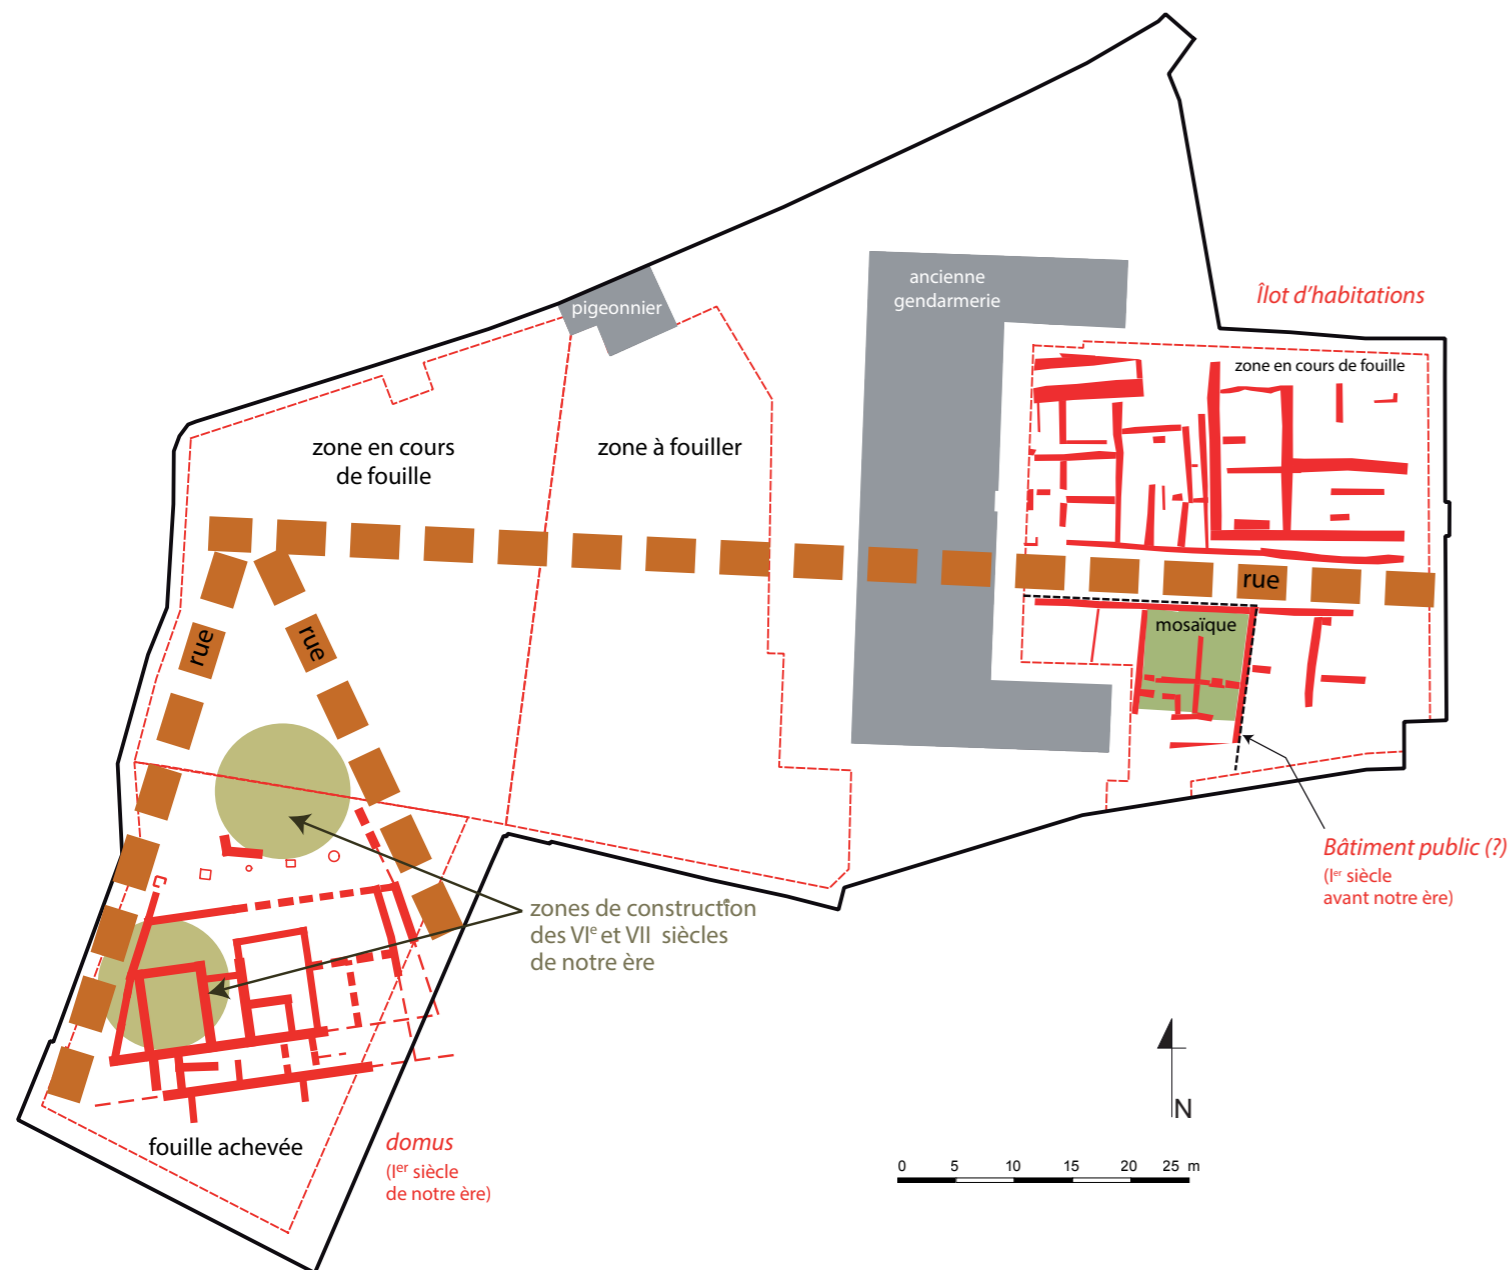 pigeonnier
ancienne
gendarmerie
Îlot d’habitations
zone en cours de fouille
zone en cours
de fouille
zone à fouiller
rue
rue
rue
mosaïque
Bâtiment public (?)
(Ier siècle
avant notre ère)
zones de construction
des VIe et VII siècles
de notre ère
fouille achevée
domus
(Ier siècle
de notre ère)
N
0 5 10 15 20 25 m